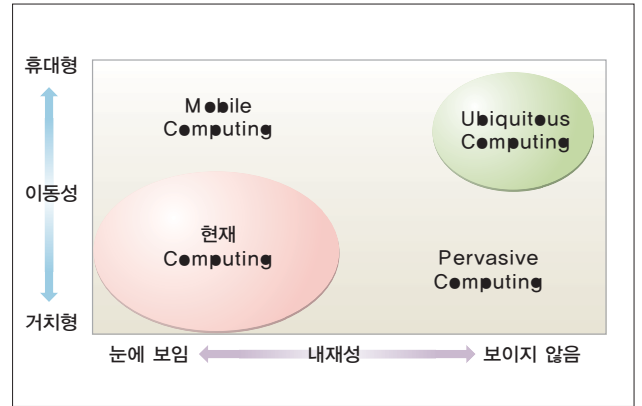 휴대형
Mobile
Computing
Ubiquitous
Computing
이동성
현재
Computing
Pervasive
Computing
거치형
눈에 보임
내재성
보이지 않음